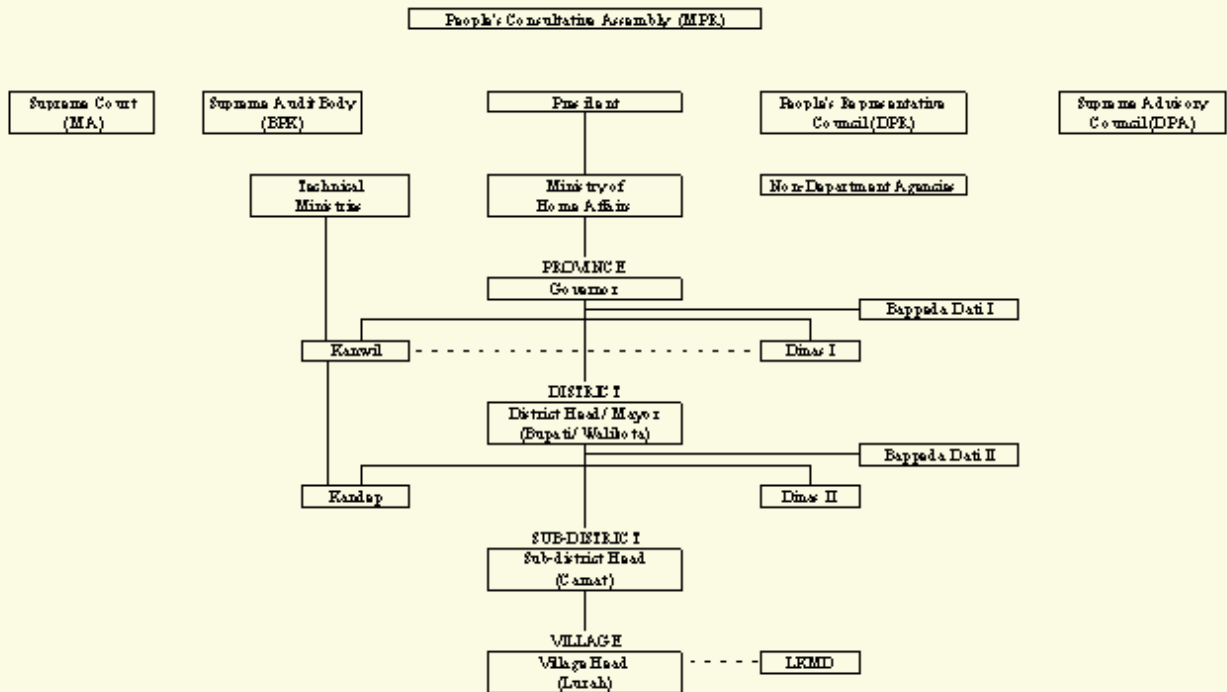 People's Consultative Assembly (MPR)
Supreme Court
(MA)
Supreme Audit Body
(BPK)
President
People's Representative
Council (DPR)
Supreme Advisory
Council (DPA)
Technical
Ministries
Ministry of
Home Affairs
Non-Department Agencies
PROVINCE
Governor
Bappeda Dati I
Kanwil
Dinas I
DISTRICT
District Head/ Mayor
(Bupati/ Walikota)
Bappeda Dati II
Kandep
Dinas II
SUB-DISTRICT
Sub-district Head
(Camat)
VILLAGE
Village Head
(Lurah)
LKMD